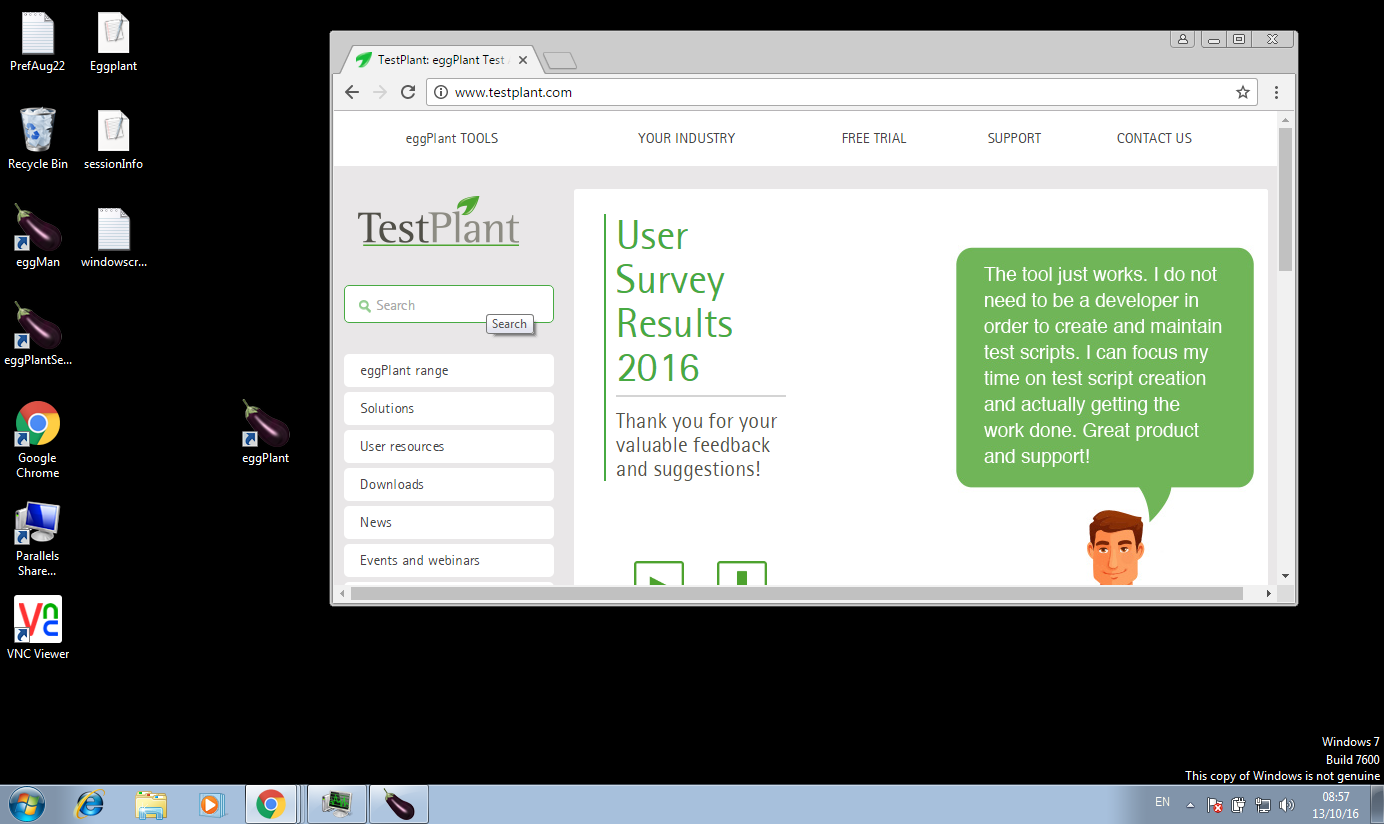 PrefAug22
Eggplant
Recycle Bin
sessionInfo
eggMan
windowscr...
eggPlantSe...
Google
Chrome
eggPlant
Parallels
Share...
VNC Viewer
TestPlant: eggPlant Test
www.testplant.com
eggPlant TOOLS
YOUR INDUSTRY
FREE TRIAL
SUPPORT
CONTACT US
TestPlant
Search
Search
eggPlant range
Solutions
User resources
Downloads
News
Events and webinars
User
Survey
Results
2016
Thank you for your
valuable feedback
and suggestions!
The tool just works. I do not
need to be a developer in
order to create and maintain
test scripts. I can focus my
time on test script creation
and actually getting the
work done. Great product
and support!
Windows 7
Build 7600
This copy of Windows is not genuine
EN
08:57
13/10/16